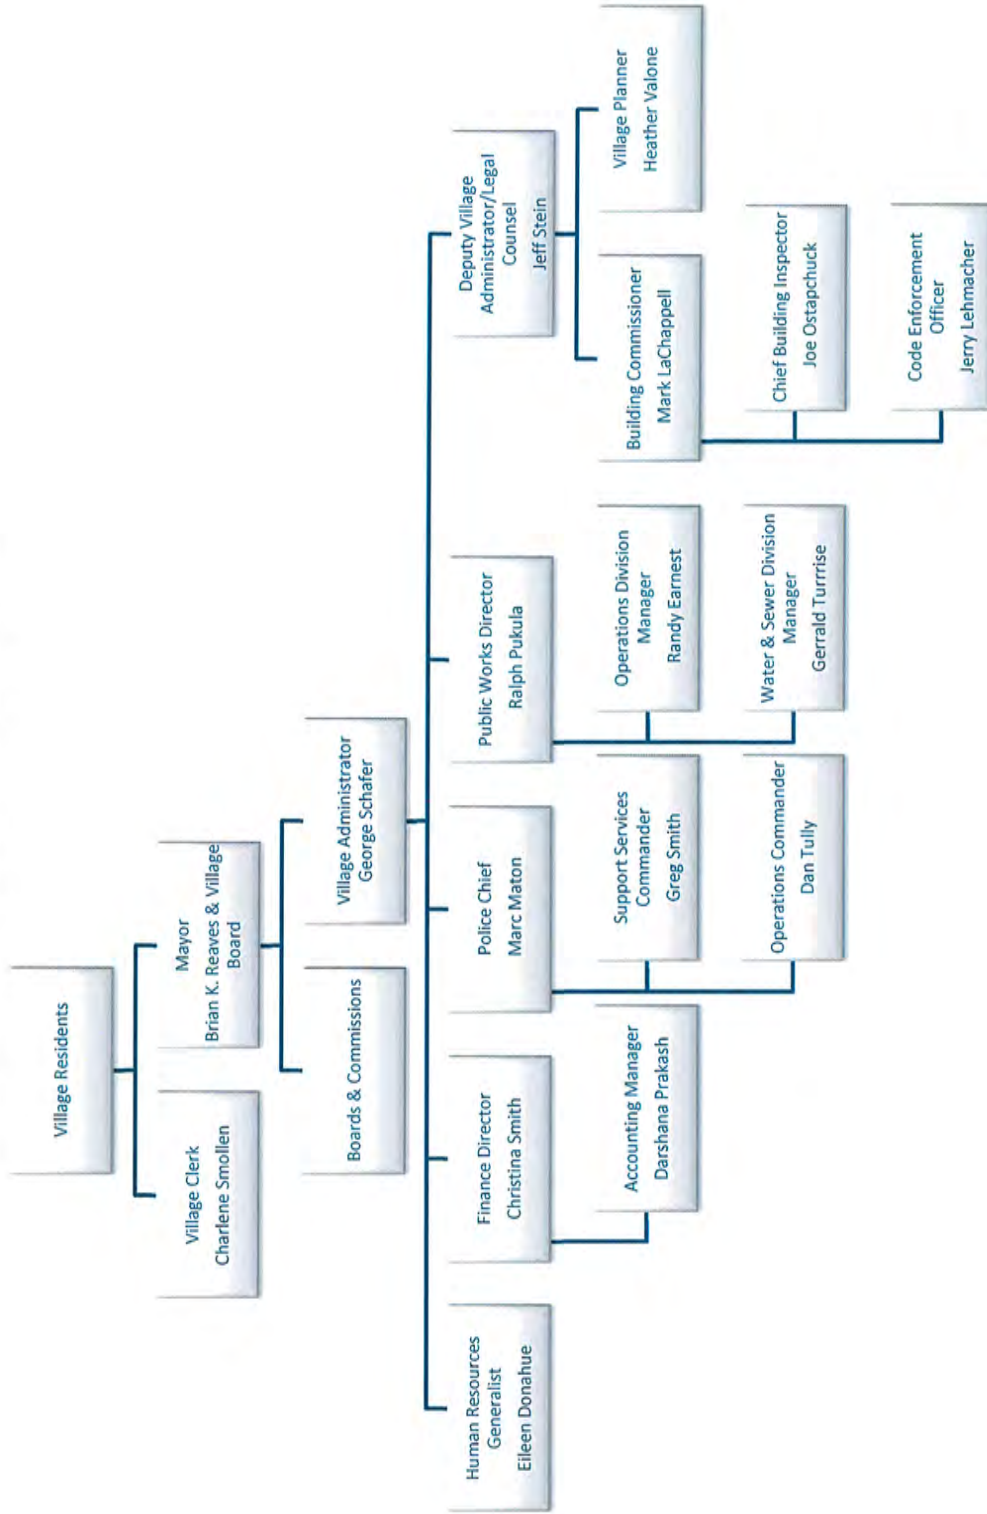 Village Residents
Village Clerk
Charlene Smollen
Mayor
Brian K. Reaves & Village
Board
Boards & Commissions
Village Administrator
George Schafer
Human Resources
Generalist
Eileen Donahue
Finance Director
Christina Smith
Police Chief
Marc Maton
Public Works Director
Ralph Pukula
Deputy Village
Administrator/Legal
Counsel
Jeff Stein
Accounting Manager
Darshana Prakash
Support Services
Commander
Greg Smith
Operations Division
Manager
Randy Earnest
Building Commissioner
Mark LaChappell
Village Planner
Heather Valone
Operations Commander
Dan Tully
Water & Sewer Division
Manager
Gerrald Turrrise
Chief Building Inspector
Joe Ostapchuck
Code Enforcement
Officer
Jerry Lehmacher